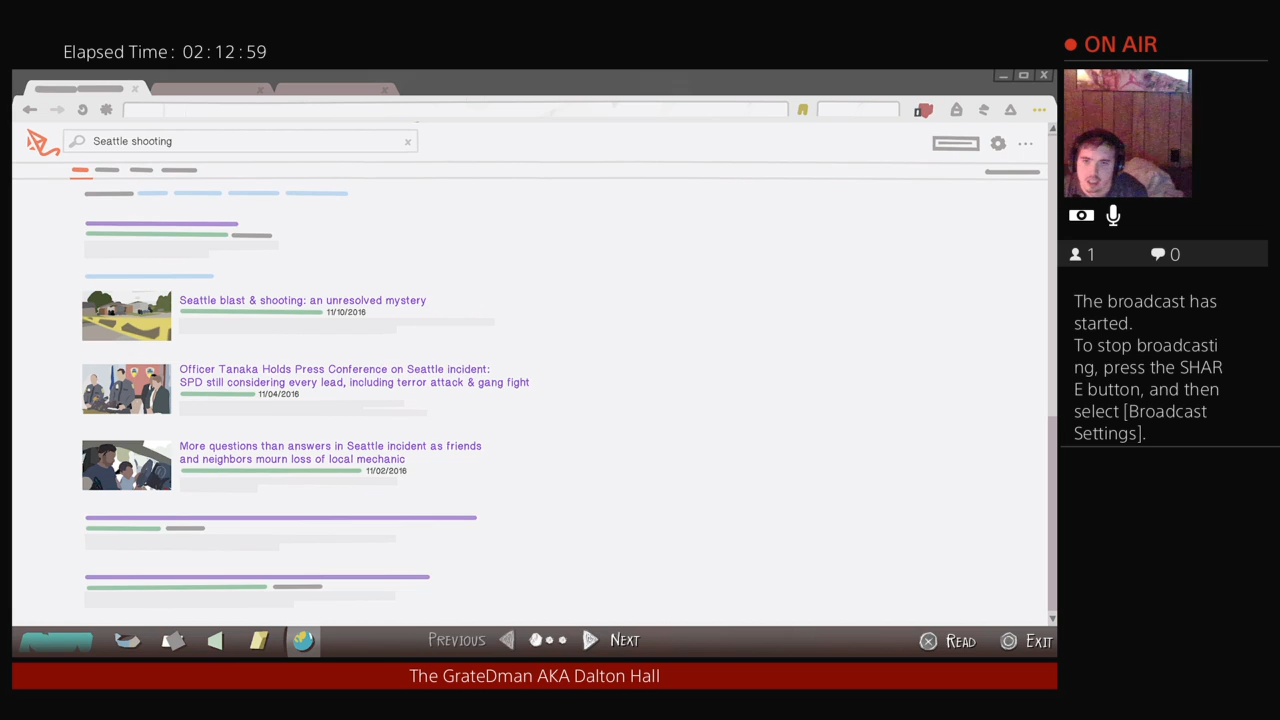 Elapsed Time: 02:12:59
ON AIR
Seattle shooting
1
0
The broadcast has
started.
To stop broadcasti
ng, press the SHAR
E button, and then
select [Broadcast
Settings].
Seattle blast & shooting: an unresolved mystery
11/10/2016
Officer Tanaka Holds Press Conference on Seattle incident:
SPD still considering every lead, including terror attack & gang fight
11/04/2016
More questions than answers in Seattle incident as friends
and neighbors mourn loss of local mechanic
11/02/2016
PREVIOUS
NEXT
READ
EXIT
The GrateDman AKA Dalton Hall